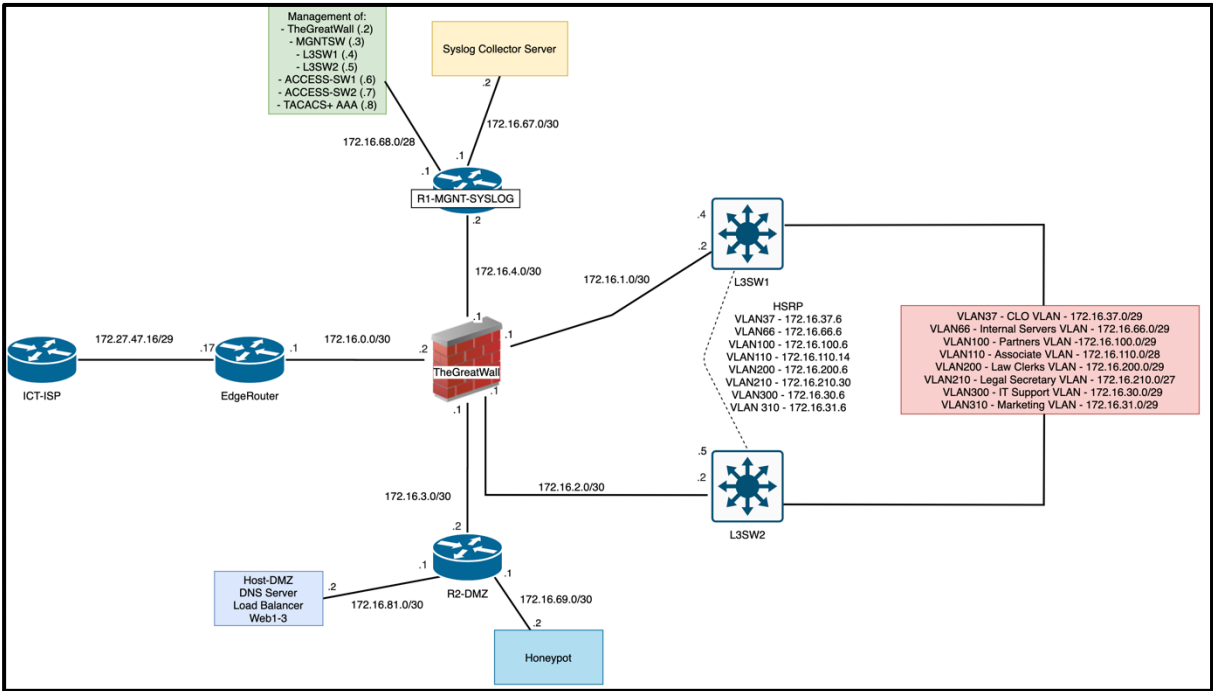 Management of:
- TheGreatWall (.2)
- MGNTSW (.3)
- L3SW1 (.4)
- L3SW2 (.5)
- ACCESS-SW1 (.6)
- ACCESS-SW2 (.7)
- TACACS+ AAA (.8)
Syslog Collector Server
.2
172.16.67.0/30
172.16.68.0/28
.1
.1
R1-MGNT-SYSLOG
.2
172.16.4.0/30
.1
.1
172.16.1.0/30
.4
.2
L3SW1
HSRP
VLAN37 - 172.16.37.6
VLAN66 - 172.16.66.6
VLAN100 - 172.16.100.6
VLAN110 - 172.16.110.14
VLAN200 - 172.16.200.6
VLAN210 - 172.16.210.30
VLAN300 - 172.16.30.6
VLAN 310 - 172.16.31.6
VLAN37 - CLO VLAN - 172.16.37.0/29
VLAN66 - Internal Servers VLAN - 172.16.66.0/29
VLAN100 - Partners VLAN -172.16.100.0/29
VLAN110 - Associate VLAN - 172.16.110.0/28
VLAN200 - Law Clerks VLAN - 172.16.200.0/29
VLAN210 - Legal Secretary VLAN - 172.16.210.0/27
VLAN300 - IT Support VLAN - 172.16.30.0/29
VLAN310 - Marketing VLAN - 172.16.31.0/29
172.27.47.16/29
.17
.1
172.16.0.0/30
.2
TheGreatWall
ICT-ISP
EdgeRouter
.1
.1
172.16.3.0/30
172.16.2.0/30
.5
.2
L3SW2
.2
.1
.1
R2-DMZ
Host-DMZ
DNS Server
Load Balancer
Web1-3
.2
172.16.81.0/30
172.16.69.0/30
.2
Honeypot